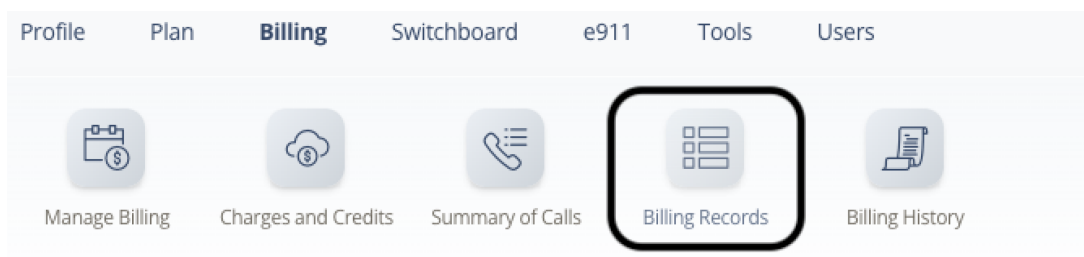 Profile Plan Billing Switchboard e911 Tools Users
$ $
Manage Billing Charges and Credits Summary of Calls Billing Records Billing History